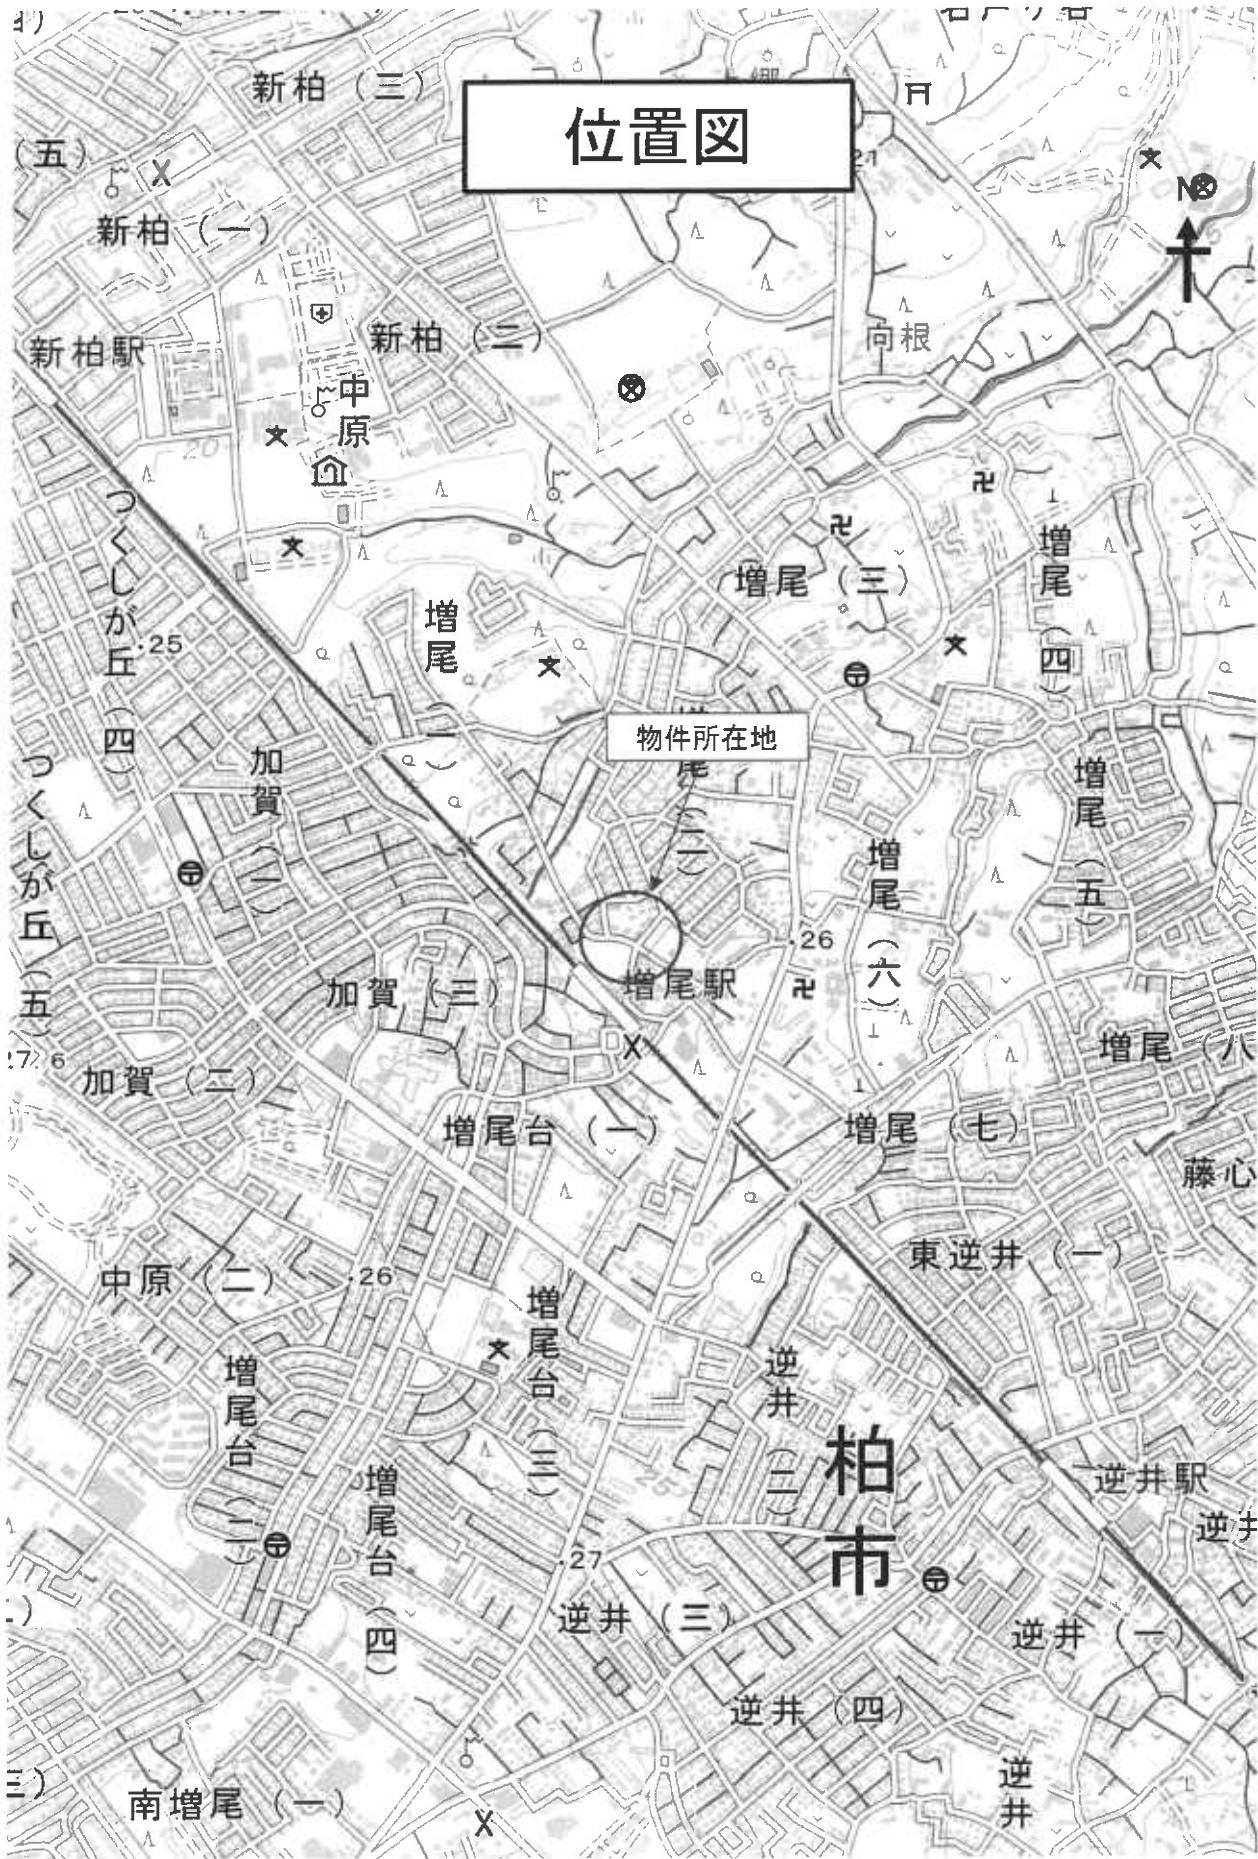 新柏（三）
位置図
（五）
21
N
新柏（一）
新柏駅
新柏（二）
向根
中原
つくしが丘（四）
増尾（三）
増尾（四）
増尾（一）
.25
物件所在地
増尾（二）
加賀（一）
つくしが丘（五）
増尾（五）
増尾（六）
.26
加賀（三）
増尾駅
加賀（二）
増尾（八
増尾台（一）
増尾（七）
藤心
中原（二）
.26
東逆井（一）
増尾台（三）
増尾台（二）
逆井（二）
柏市
逆井駅
増尾台（四）
逆井
.27
逆井（三）
逆井（一）
逆井（四）
南増尾（一）
逆井